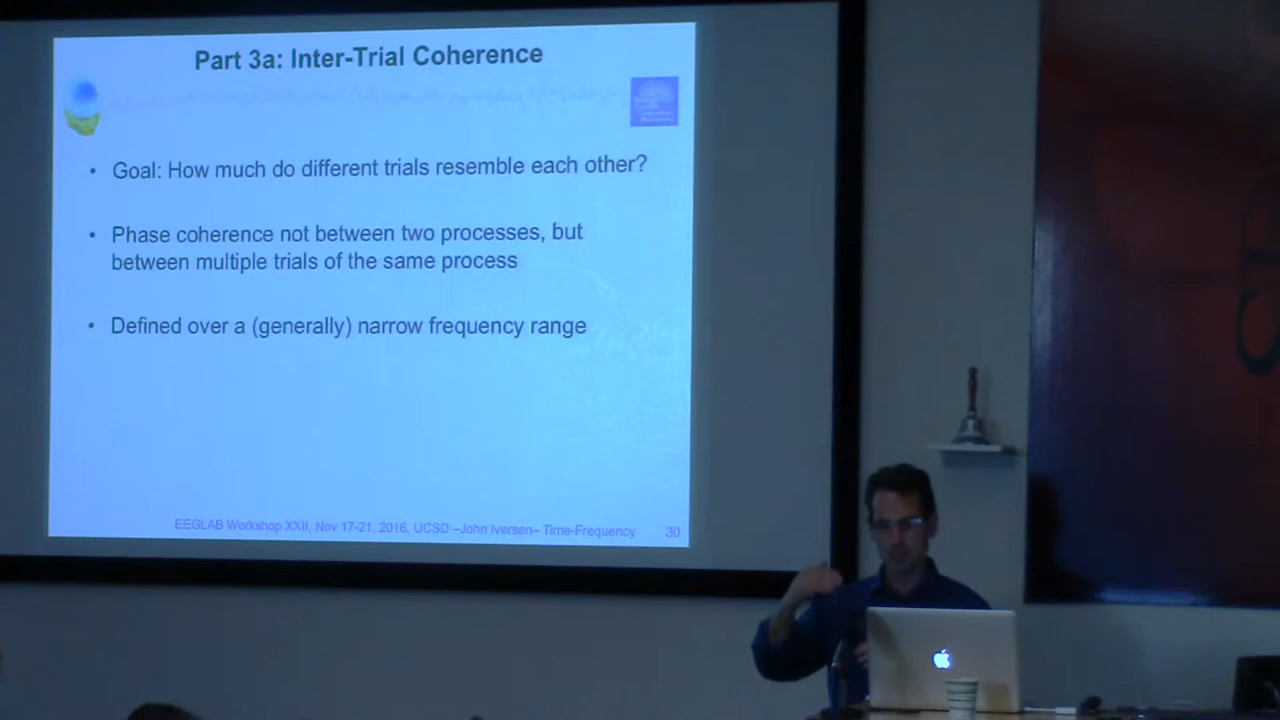 Part 3a: Inter-Trial Coherence
• Goal: How much do different trials resemble each other?
• Phase coherence not between two processes, but
between multiple trials of the same process
• Defined over a (generally) narrow frequency range
EEGLAB Workshop XXII, Nov 17-21, 2016, UCSD –John Iversen– Time-Frequency 30